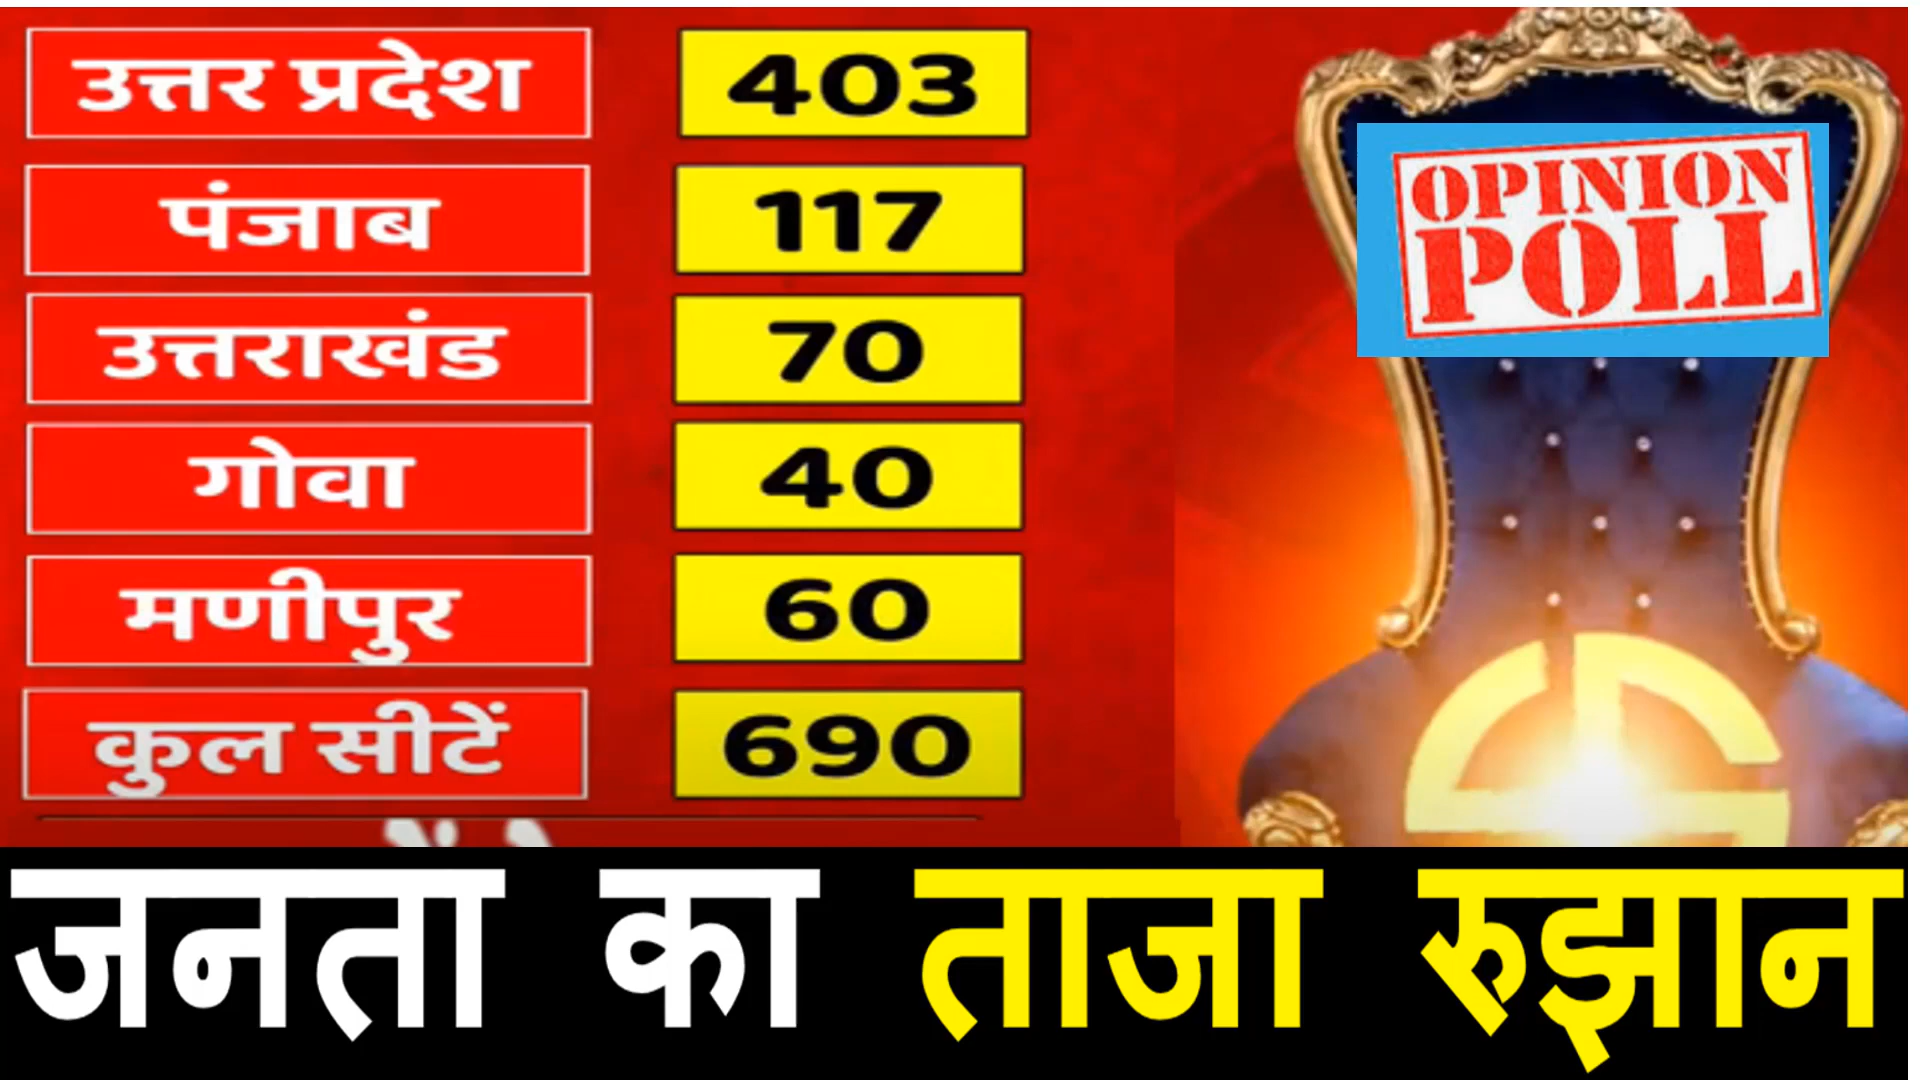 उत्तर प्रदेश 403
पंजाब 117
उत्तराखंड 70
गोवा 40
मणीपुर 60
कुल सीटें 690
OPINION
POLL
जनता का ताजा रुझान